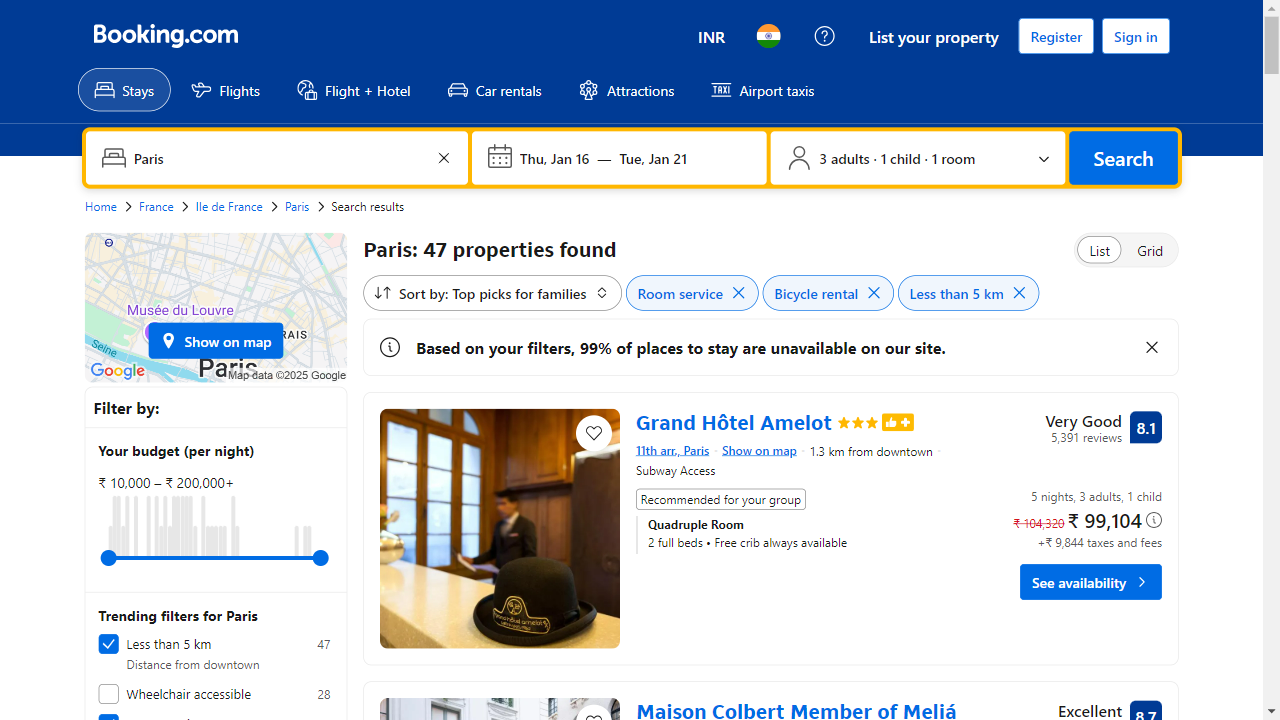 Booking.com
INR
List your property
Register
Sign in
Stays
Flights
Flight + Hotel
Car rentals
Attractions
TAXI
Airport taxis
Paris
Thu, Jan 16 — Tue, Jan 21
3 adults · 1 child · 1 room
Search
Home
France
Ile de France
Paris
Search results
Musée du Louvre
Seine
Paris
Show on map
Google
Map data ©2025 Google
Paris: 47 properties found
List
Grid
Sort by: Top picks for families
Room service
Bicycle rental
Less than 5 km
Based on your filters, 99% of places to stay are unavailable on our site.
Filter by:
Your budget (per night)
₹ 10,000 – ₹ 200,000+
Trending filters for Paris
Less than 5 km
47
Distance from downtown
Wheelchair accessible
28
Grand Hôtel Amelot
Very Good
5,391 reviews
8.1
11th arr., Paris · Show on map · 1.3 km from downtown ·
Subway Access
Recommended for your group
Quadruple Room
2 full beds • Free crib always available
5 nights, 3 adults, 1 child
₹ 104,320 ₹ 99,104
+₹ 9,844 taxes and fees
See availability
Maison Colbert Member of Meliá
Excellent
8.7